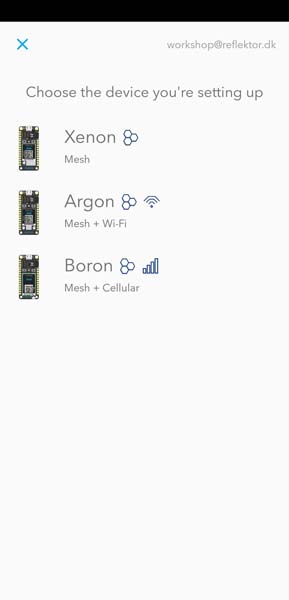 workshop@reflektor.dk
Choose the device you're setting up
Xenon
Mesh
Argon
Mesh + Wi-Fi
Boron
Mesh + Cellular